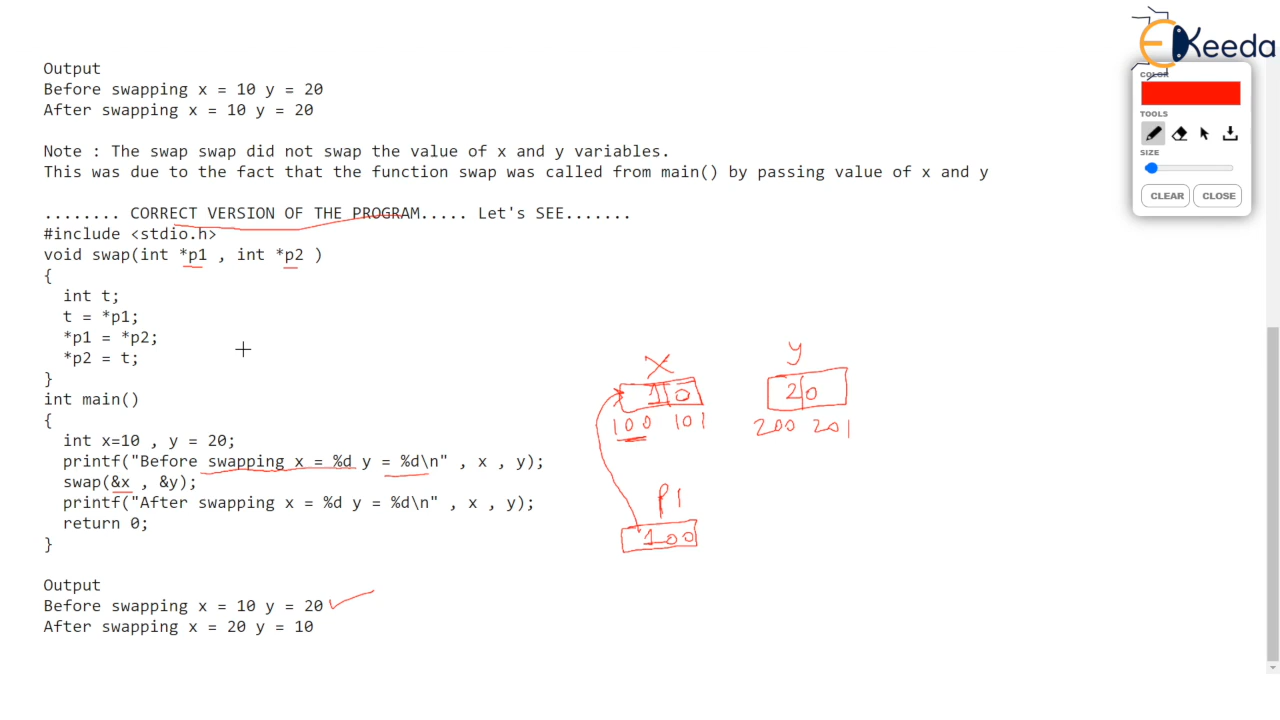 Output
Before swapping x = 10 y = 20
After swapping x = 10 y = 20
Note : The swap swap did not swap the value of x and y variables.
This was due to the fact that the function swap was called from main() by passing value of x and y
........ CORRECT VERSION OF THE PROGRAM..... Let's SEE.......
#include <stdio.h>
void swap(int *p1 , int *p2 )
{
int t;
t = *p1;
*p1 = *p2;
*p2 = t;
}
int main()
{
int x=10 , y = 20;
printf("Before swapping x = %d y = %d\n" , x , y);
swap(&x , &y);
printf("After swapping x = %d y = %d\n" , x , y);
return 0;
}
Output
Before swapping x = 10 y = 20
After swapping x = 20 y = 10
X
10
100 101
y
20
200 201
p1
100
EKeeda
COLOR
TOOLS
SIZE
CLEAR CLOSE